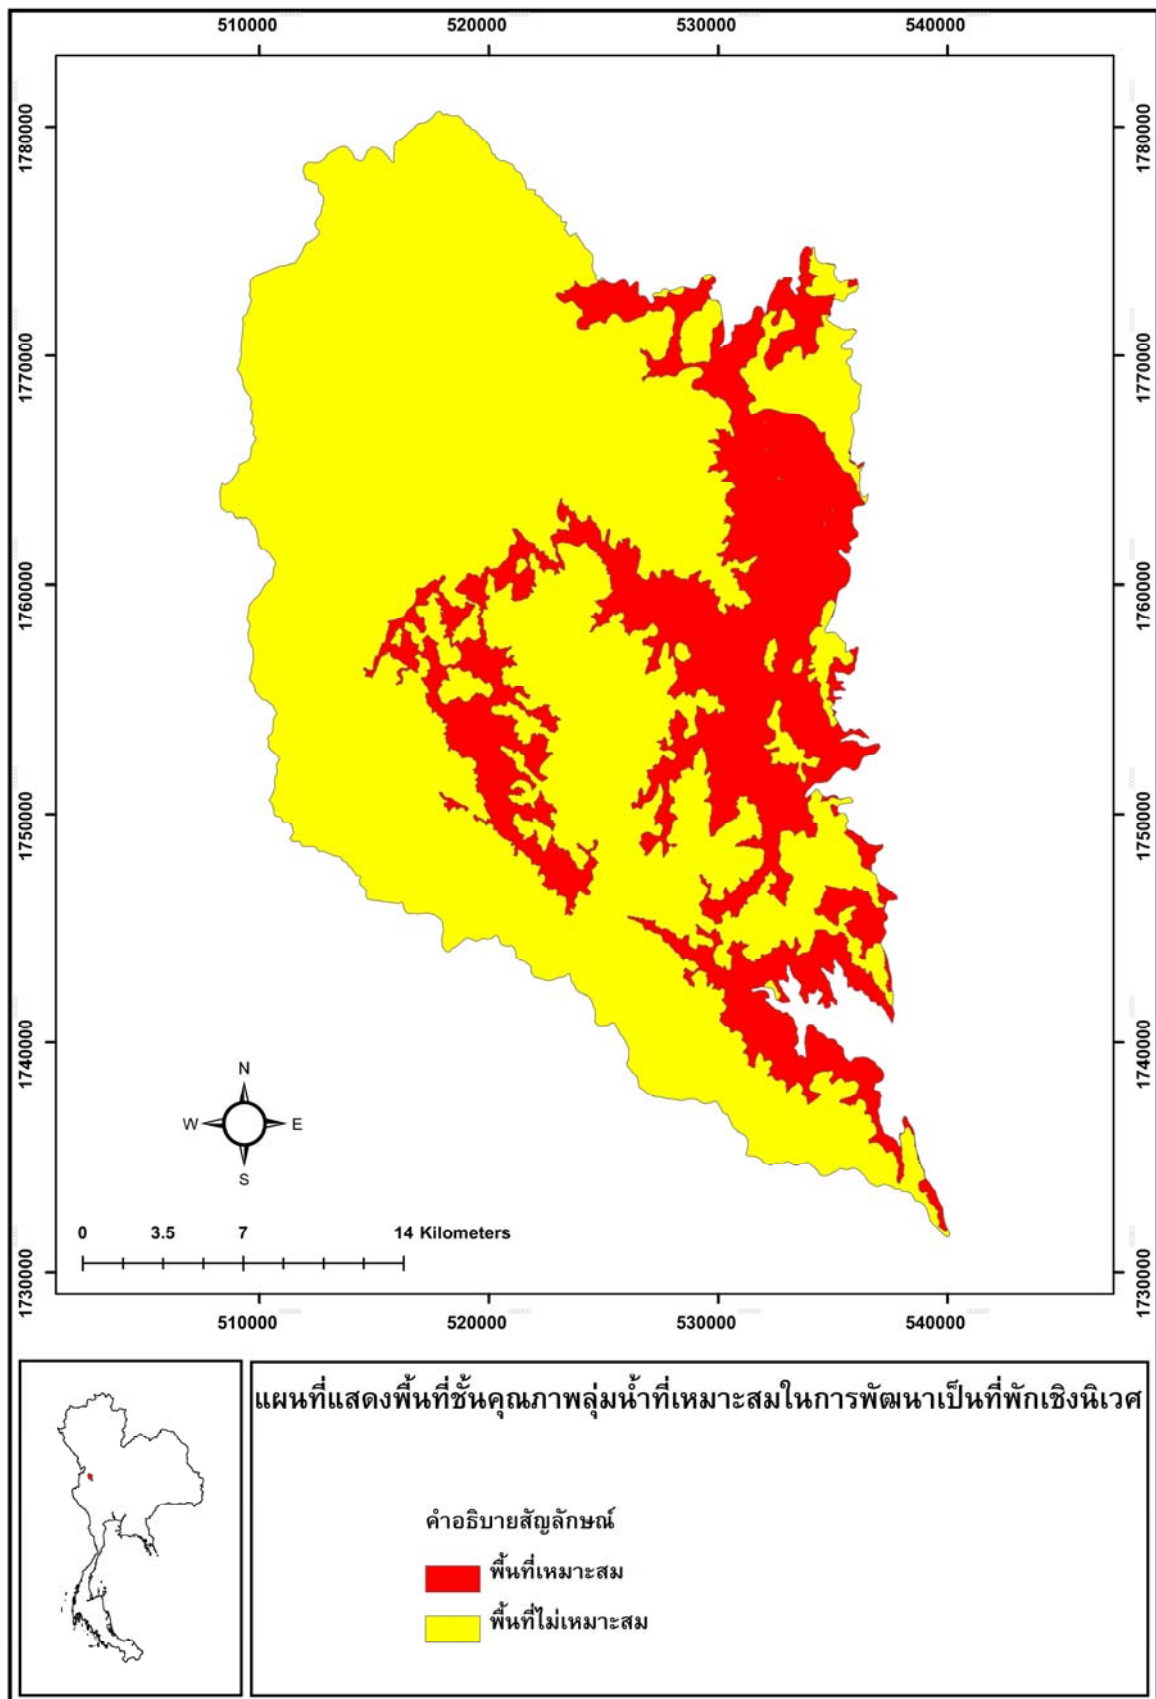 510000 520000 530000 540000
1780000 1780000
1770000 1770000
1760000 1760000
1750000 1750000
1740000 1740000
1730000 1730000
N
W E
S
0 3.5 7 14 Kilometers
510000 520000 530000 540000
แผนที่แสดงพื้นที่ชั้นคุณภาพลุ่มน้ำที่เหมาะสมในการพัฒนาเป็นที่พักเชิงนิเวศ
คำอธิบายสัญลักษณ์
พื้นที่เหมาะสม
พื้นที่ไม่เหมาะสม